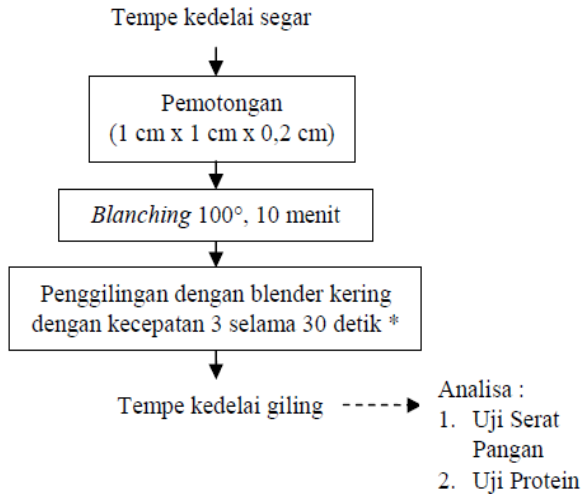 Tempe kedelai segar
Pemotongan
(1 cm x 1 cm x 0,2 cm)
Blanching 100°, 10 menit
Penggilingan dengan blender kering
dengan kecepatan 3 selama 30 detik *
Tempe kedelai giling
Analisa :
1. Uji Serat
Pangan
2. Uji Protein